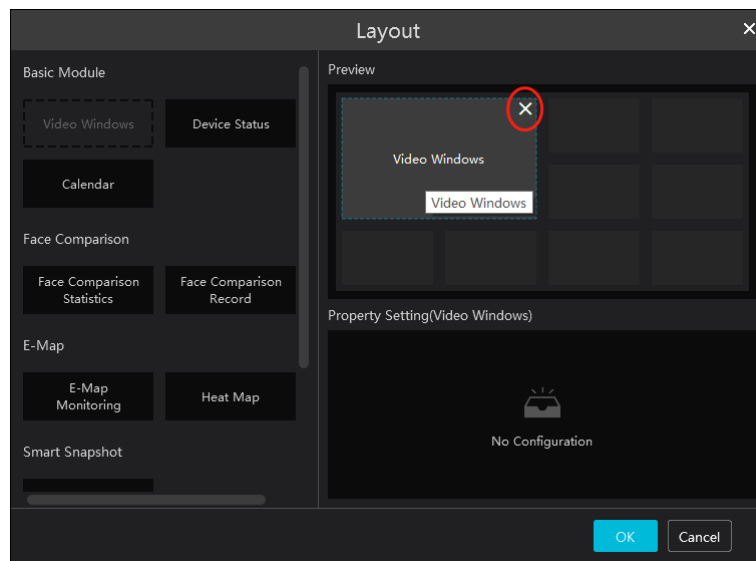 Layout
Basic Module
Video Windows
Device Status
Calendar
Face Comparison
Face Comparison
Statistics
Face Comparison
Record
E-Map
E-Map
Monitoring
Heat Map
Smart Snapshot
Preview
Video Windows
Video Windows
Property Setting(Video Windows)
No Configuration
OK
Cancel